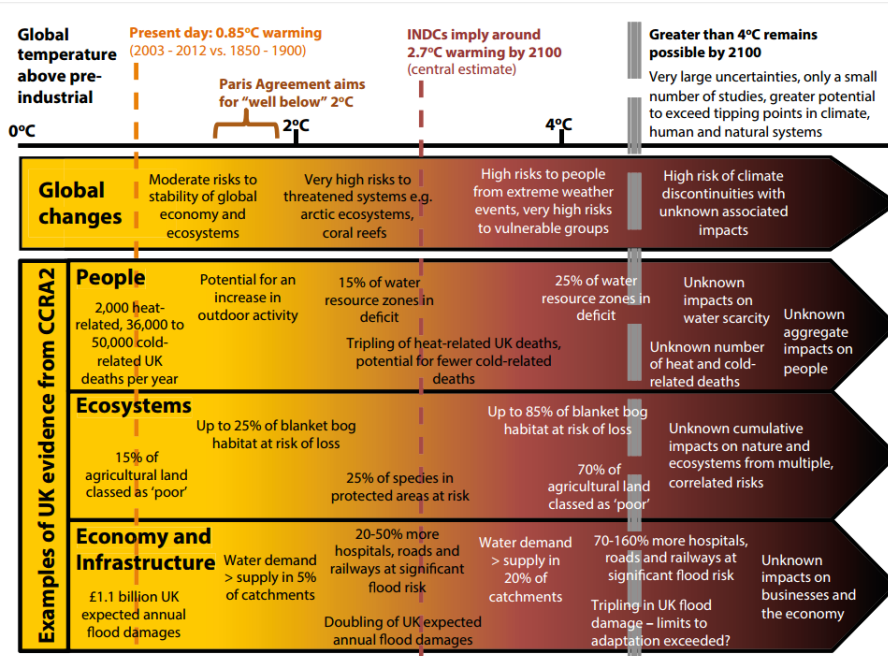 Global
temperature
above pre-
industrial
0ºC
Present day: 0.85ºC warming
(2003 - 2012 vs. 1850 - 1900)
Paris Agreement aims
for “well below” 2ºC
2ºC
INDCs imply around
2.7ºC warming by 2100
(central estimate)
4ºC
Greater than 4ºC remains
possible by 2100
Very large uncertainties, only a small
number of studies, greater potential
to exceed tipping points in climate,
human and natural systems
Global
changes
Moderate risks to
stability of global
economy and
ecosystems
Very high risks to
threatened systems e.g.
arctic ecosystems,
coral reefs
High risks to people
from extreme weather
events, very high risks
to vulnerable groups
High risk of climate
discontinuities with
unknown associated
impacts
Examples of UK evidence from CCRA2
People
2,000 heat-
related, 36,000 to
50,000 cold-
related UK
deaths per year
Potential for an
increase in
outdoor activity
15% of water
resource zones in
deficit
Tripling of heat-related UK deaths,
potential for fewer cold-related
deaths
25% of water
resource zones in
deficit
Unknown
impacts on
water scarcity
Unknown number
of heat and cold-
related deaths
Unknown
aggregate
impacts on
people
Ecosystems
15% of
agricultural land
classed as ‘poor’
Up to 25% of blanket bog
habitat at risk of loss
25% of species in
protected areas at risk
Up to 85% of blanket bog
habitat at risk of loss
70% of
agricultural land
classed as ‘poor’
Unknown cumulative
impacts on nature and
ecosystems from multiple,
correlated risks
Economy and
Infrastructure
£1.1 billion UK
expected annual
flood damages
Water demand
> supply in 5%
of catchments
20-50% more
hospitals, roads and
railways at significant
flood risk
Doubling of UK expected
annual flood damages
Water demand
> supply in
20% of
catchments
70-160% more hospitals,
roads and railways at
significant flood risk
Tripling in UK flood
damage – limits to
adaptation exceeded?
Unknown
impacts on
businesses and
the economy